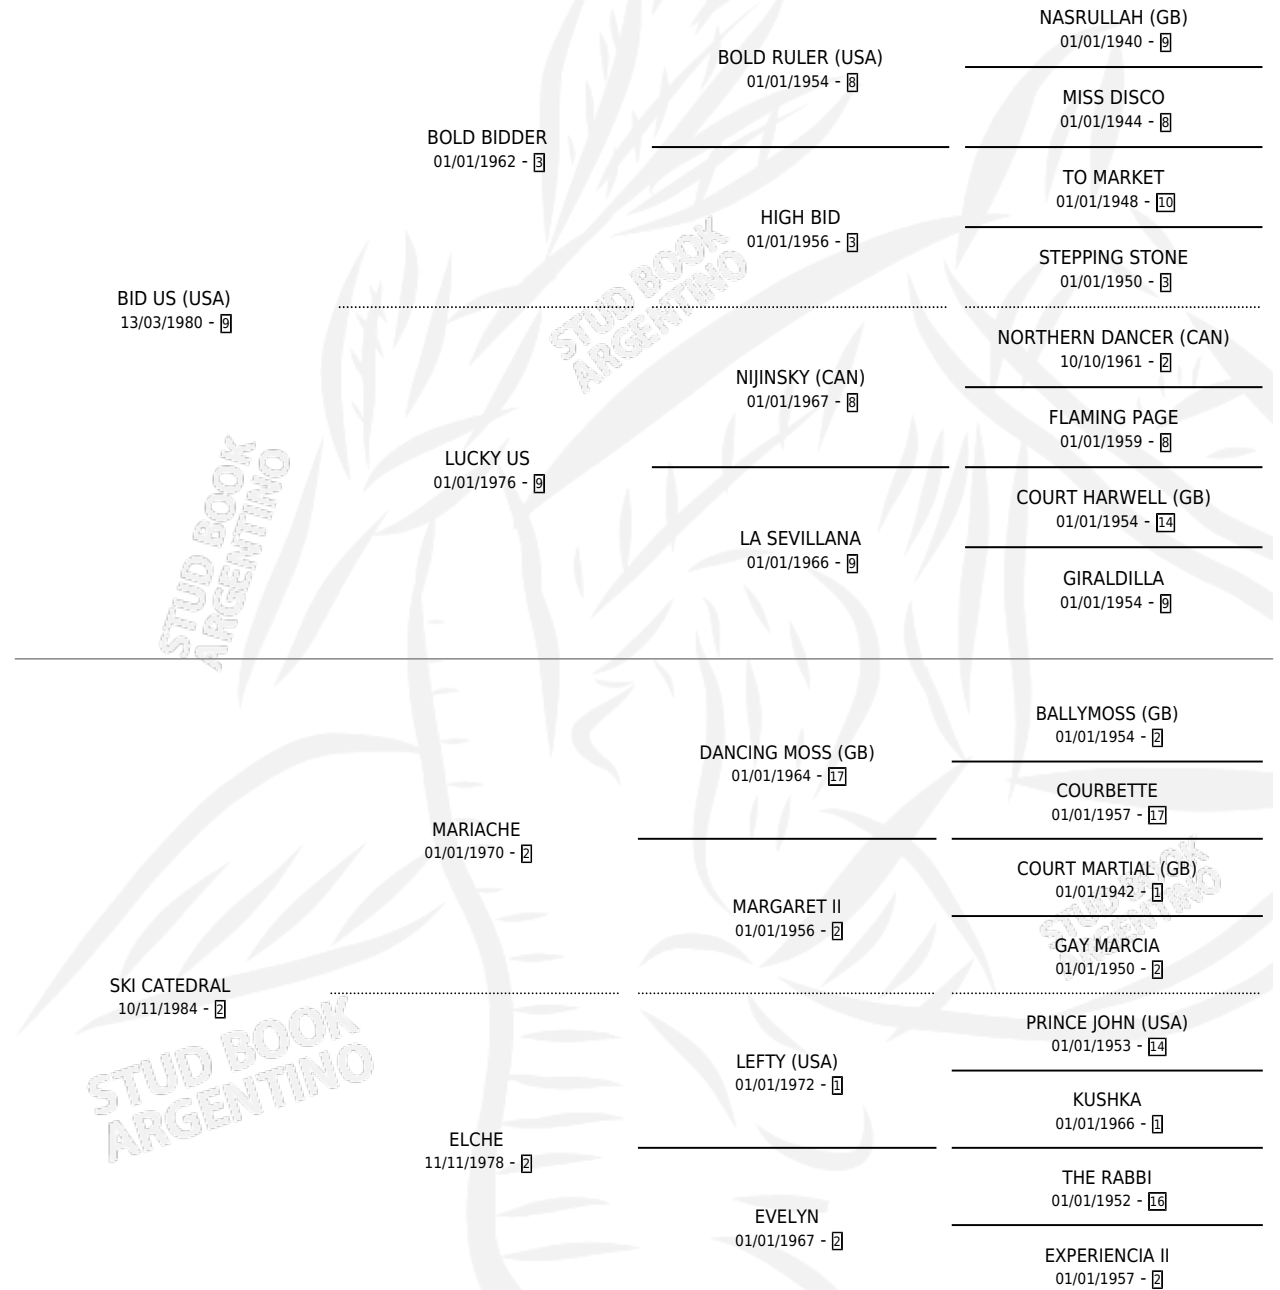 NASRULLAH (GB)
01/01/1940 - 9
BOLD RULER (USA)
01/01/1954 - 8
MISS DISCO
01/01/1944 - 8
BOLD BIDDER
01/01/1962 - 3
TO MARKET
01/01/1948 - 10
HIGH BID
01/01/1956 - 3
STEPPING STONE
01/01/1950 - 3
BID US (USA)
13/03/1980 - 9
NORTHERN DANCER (CAN)
10/10/1961 - 2
NIJINSKY (CAN)
01/01/1967 - 8
FLAMING PAGE
01/01/1959 - 8
LUCKY US
01/01/1976 - 9
COURT HARWELL (GB)
01/01/1954 - 14
LA SEVILLANA
01/01/1966 - 9
GIRALDILLA
01/01/1954 - 9
BALLYMOSS (GB)
01/01/1954 - 2
DANCING MOSS (GB)
01/01/1964 - 17
COURBETTE
01/01/1957 - 17
MARIACHE
01/01/1970 - 2
COURT MARTIAL (GB)
01/01/1942 - 1
MARGARET II
01/01/1956 - 2
GAY MARCIA
01/01/1950 - 2
SKI CATEDRAL
10/11/1984 - 2
PRINCE JOHN (USA)
01/01/1953 - 14
LEFTY (USA)
01/01/1972 - 1
KUSHKA
01/01/1966 - 1
ELCHE
11/11/1978 - 2
THE RABBI
01/01/1952 - 16
EVELYN
01/01/1967 - 2
EXPERIENCIA II
01/01/1957 - 2
STUD BOOK
ARGENTINO
STUD BOOK
ARGENTINO
STUD BOOK
ARGENTINO
STUD BOOK
ARGENTINO